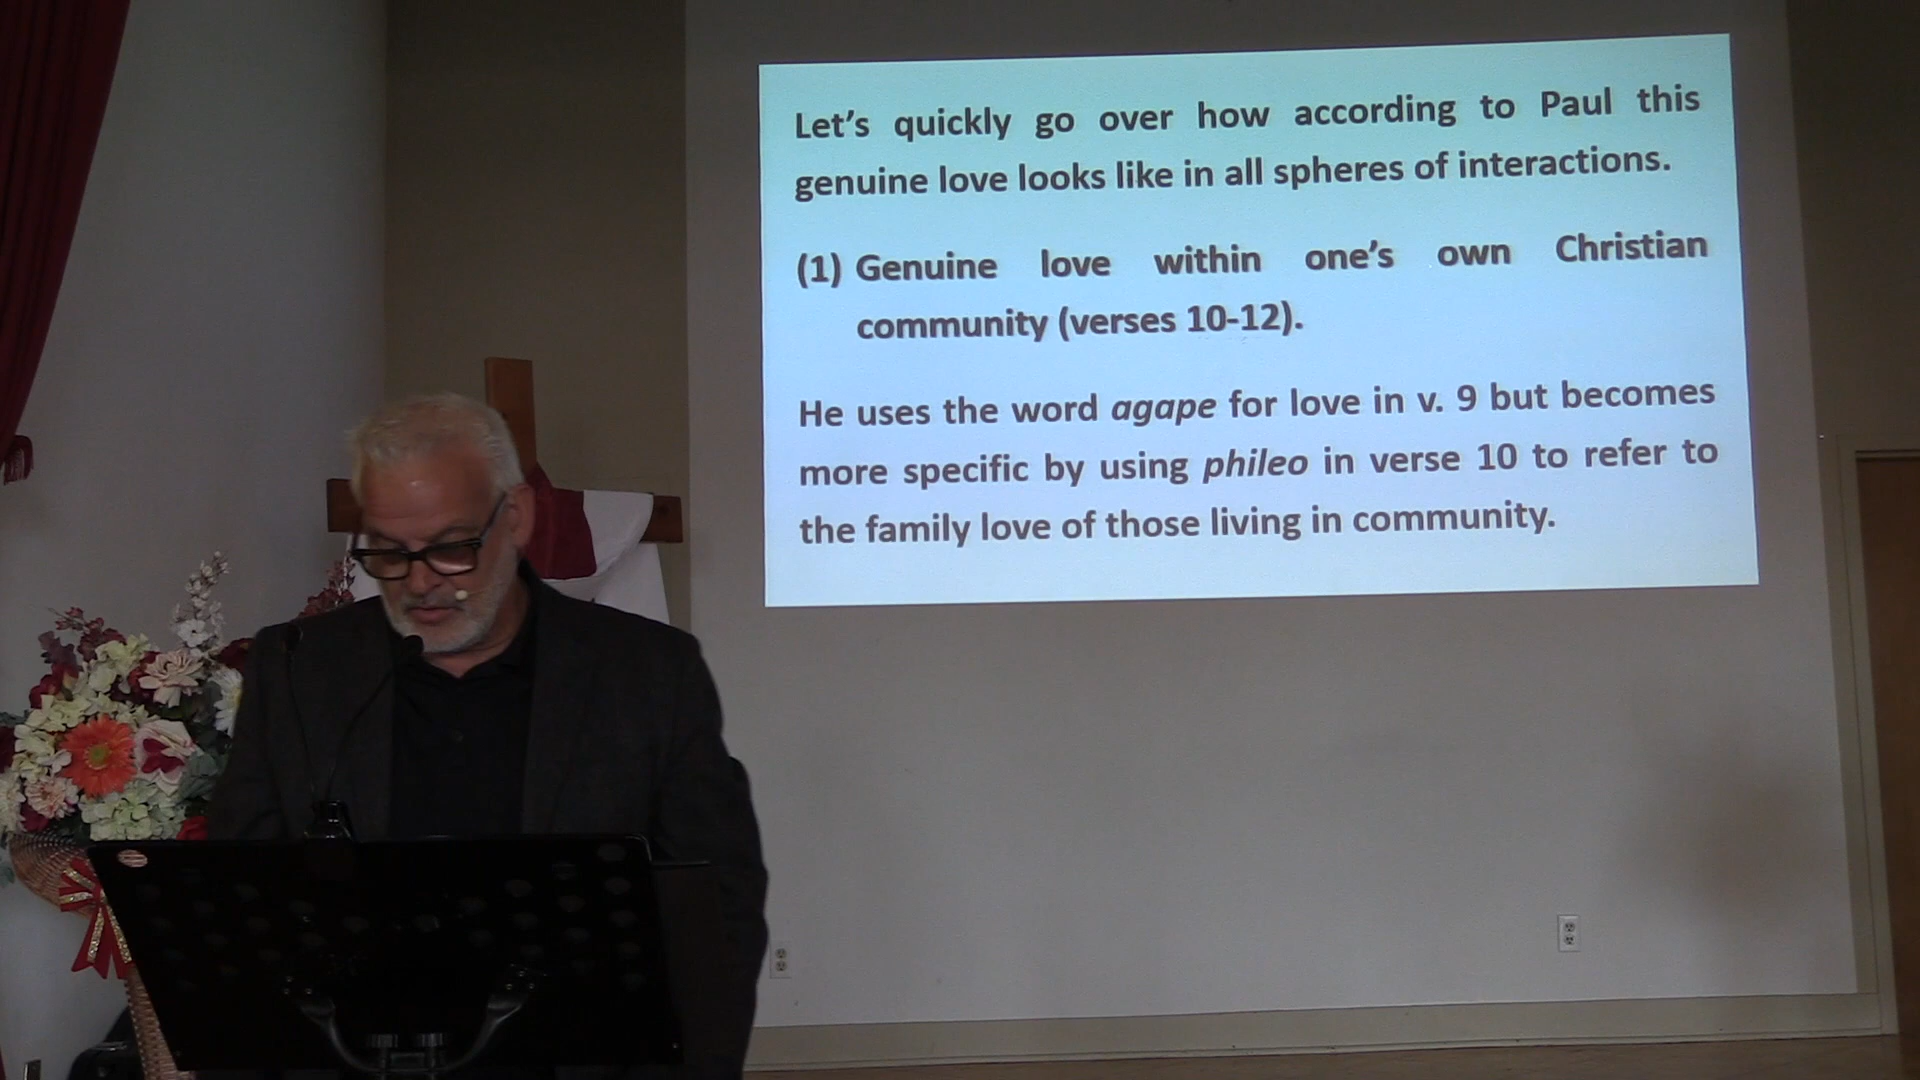 Let’s quickly go over how according to Paul this
genuine love looks like in all spheres of interactions.
(1) Genuine love within one’s own Christian
community (verses 10-12).
He uses the word agape for love in v. 9 but becomes
more specific by using phileo in verse 10 to refer to
the family love of those living in community.